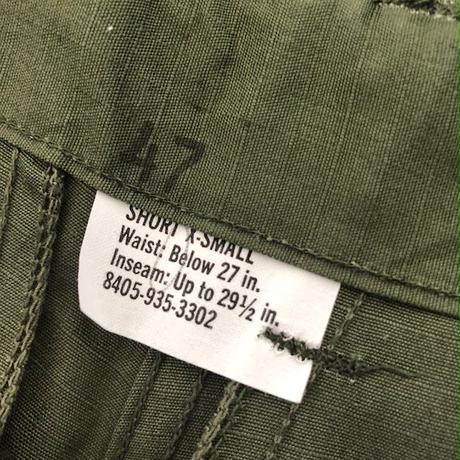 47
SHORT X-SMALL
Waist: Below 27 in.
Inseam: Up to 29½ in.
8405-935-3302